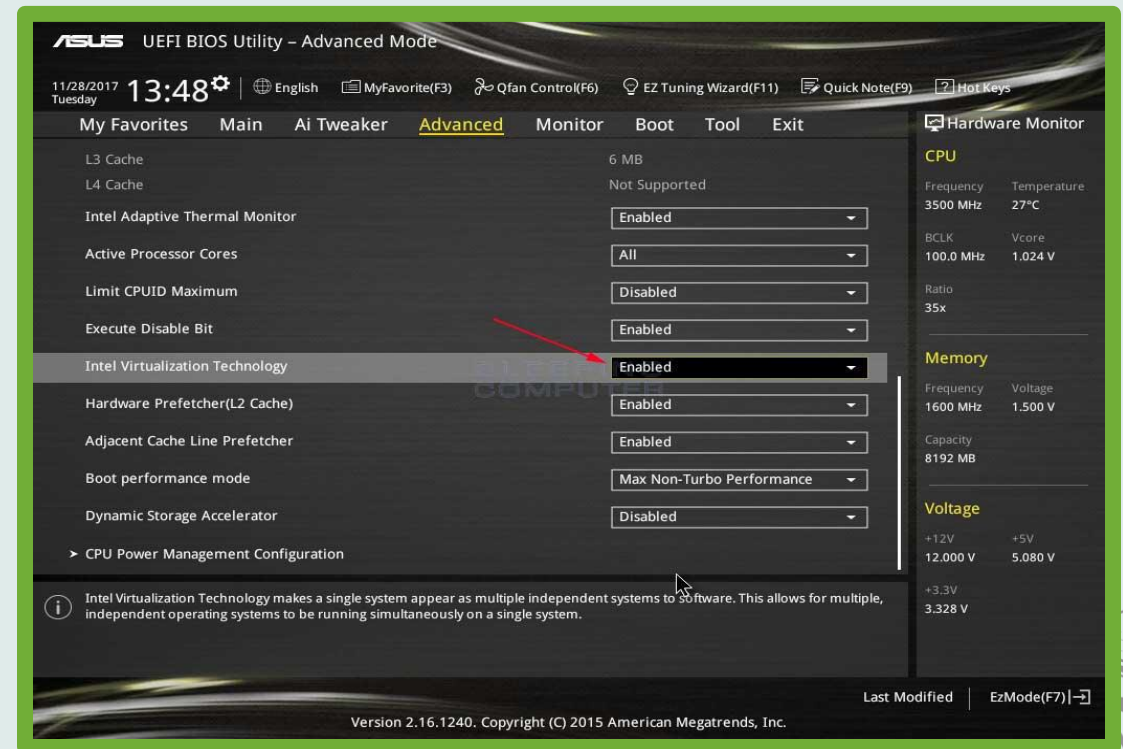 ASUS UEFI BIOS Utility – Advanced Mode
11/28/2017 Tuesday 13:48 English MyFavorite(F3) Qfan Control(F6) EZ Tuning Wizard(F11) Quick Note(F9) ? Hot Keys
My Favorites Main Ai Tweaker Advanced Monitor Boot Tool Exit
L3 Cache 6 MB
L4 Cache Not Supported
Intel Adaptive Thermal Monitor Enabled
Active Processor Cores All
Limit CPUID Maximum Disabled
Execute Disable Bit Enabled
Intel Virtualization Technology Enabled
COMPUTER
Hardware Prefetcher(L2 Cache) Enabled
Adjacent Cache Line Prefetcher Enabled
Boot performance mode Max Non-Turbo Performance
Dynamic Storage Accelerator Disabled
> CPU Power Management Configuration
Intel Virtualization Technology makes a single system appear as multiple independent systems to software. This allows for multiple,
independent operating systems to be running simultaneously on a single system.
Hardware Monitor
CPU
Frequency Temperature
3500 MHz 27°C
BCLK Vcore
100.0 MHz 1.024 V
Ratio
35x
Memory
Frequency Voltage
1600 MHz 1.500 V
Capacity
8192 MB
Voltage
+12V +5V
12.000 V 5.080 V
+3.3V
3.328 V
Last Modified EzMode(F7)
Version 2.16.1240. Copyright (C) 2015 American Megatrends, Inc.